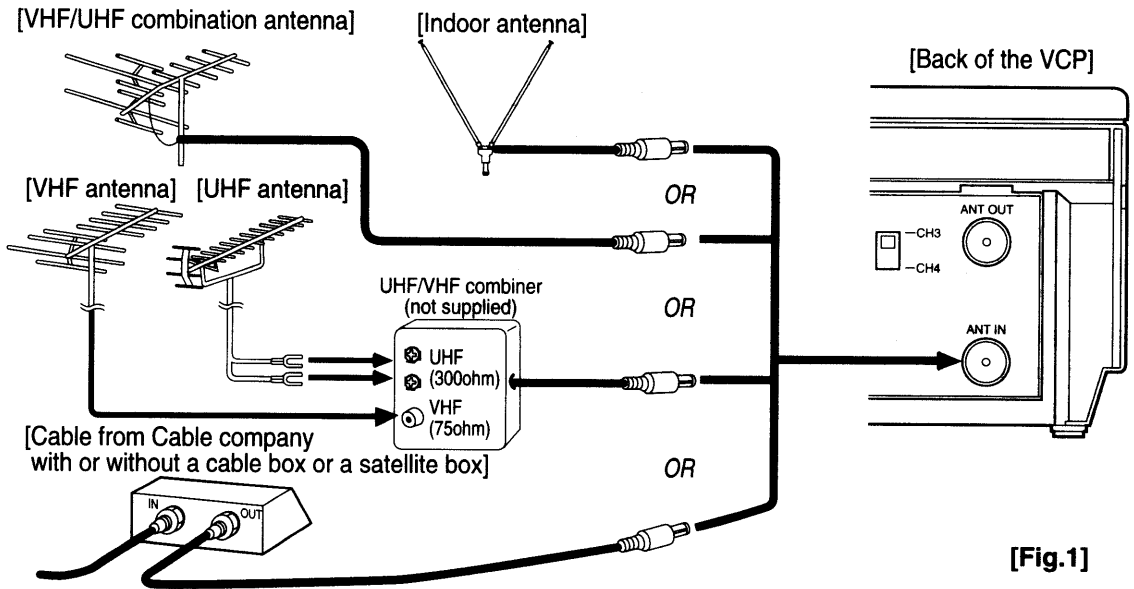 [VHF/UHF combination antenna]
[Indoor antenna]
[Back of the VCP]
OR
[VHF antenna]
[UHF antenna]
ANT OUT
CH3
CH4
UHF/VHF combiner
(not supplied)
OR
ANT IN
UHF
(300ohm)
VHF
(75ohm)
[Cable from Cable company
with or without a cable box or a satellite box]
OR
IN
OUT
[Fig.1]